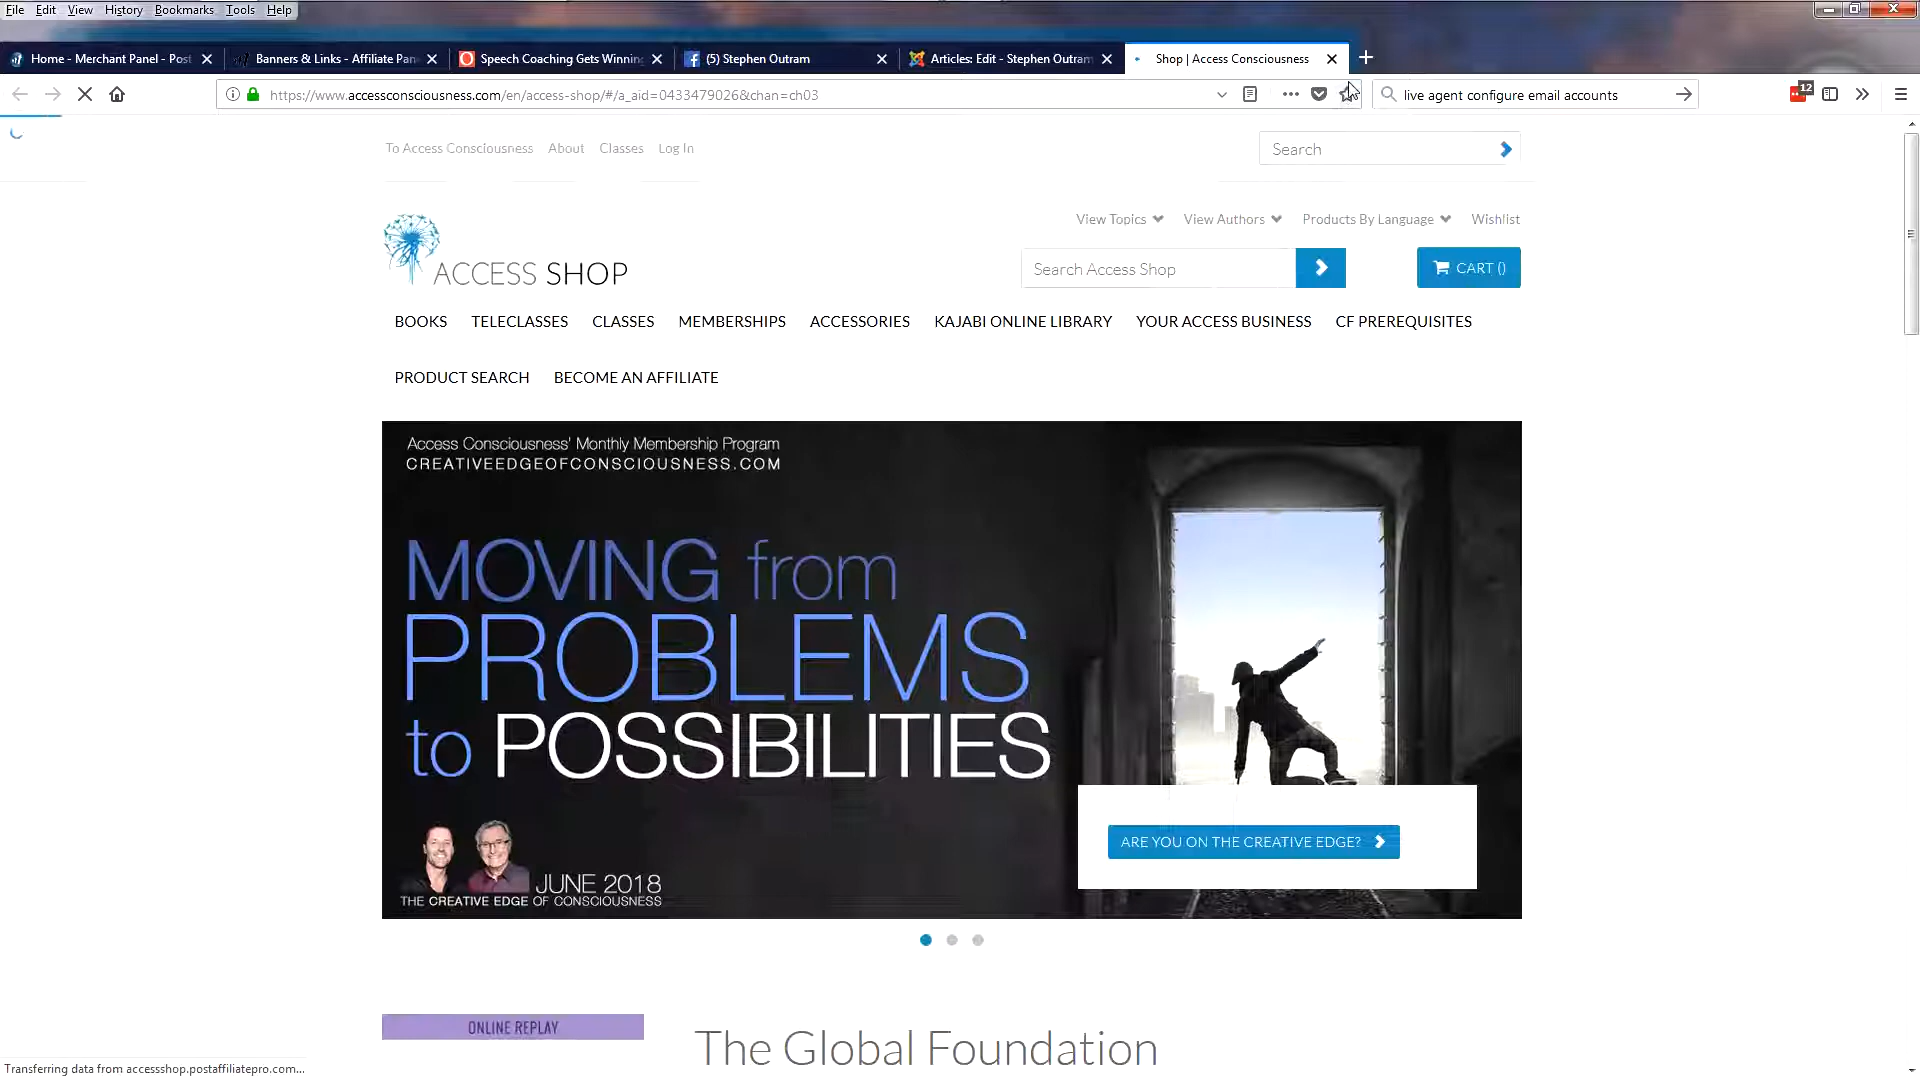 File Edit View History Bookmarks Tools Help
Home - Merchant Panel - Post
Banners & Links - Affiliate Pan
Speech Coaching Gets Winning
(5) Stephen Outram
Articles: Edit - Stephen Outram
Shop | Access Consciousness
https://www.accessconsciousness.com/en/access-shop/#/a_aid=0433479026&chan=ch03
live agent configure email accounts
12
To Access Consciousness About Classes Log In
Search
View Topics View Authors Products By Language Wishlist
ACCESS SHOP
Search Access Shop
CART ()
BOOKS TELECLASSES CLASSES MEMBERSHIPS ACCESSORIES KAJABI ONLINE LIBRARY YOUR ACCESS BUSINESS CF PREREQUISITES
PRODUCT SEARCH BECOME AN AFFILIATE
Access Consciousness' Monthly Membership Program
CREATIVEEDGEOFCONSCIOUSNESS.COM
MOVING from
PROBLEMS
to POSSIBILITIES
ARE YOU ON THE CREATIVE EDGE?
JUNE 2018
THE CREATIVE EDGE OF CONSCIOUSNESS
ONLINE REPLAY
The Global Foundation
Transferring data from accessshop.postaffiliatepro.com...